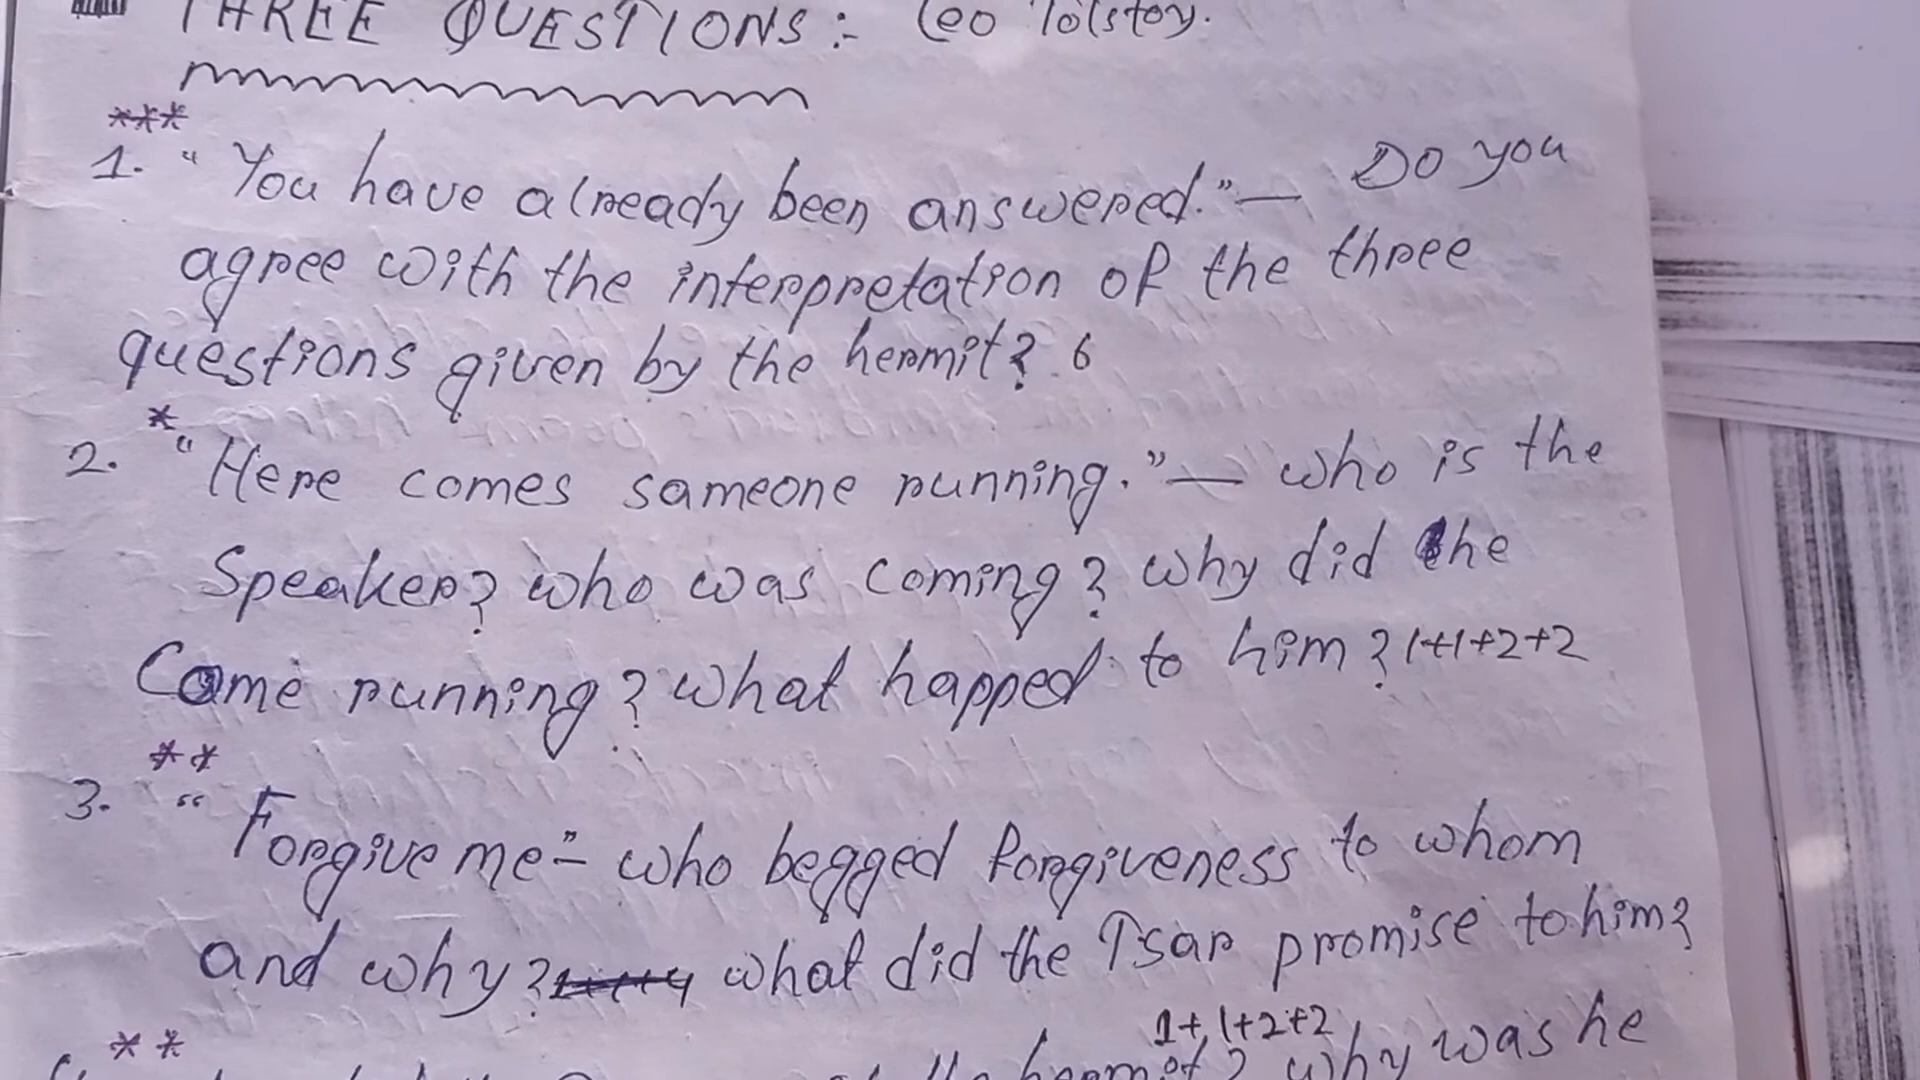 THREE QUESTIONS:- Leo Tolstoy.
***
1. "You have already been answered."— Do you
agree with the interpretation of the three
questions given by the hermit? 6
*
2. "Here comes sameone running."— who is the
Speaker? who was coming? why did the
Come running? what happed to him? 1+1+2+2
**
3. "Forgive me"- who begged forgiveness to whom
and why? what did the Tsar promise to him?
1+1+2+2
**
the hermit? why was he